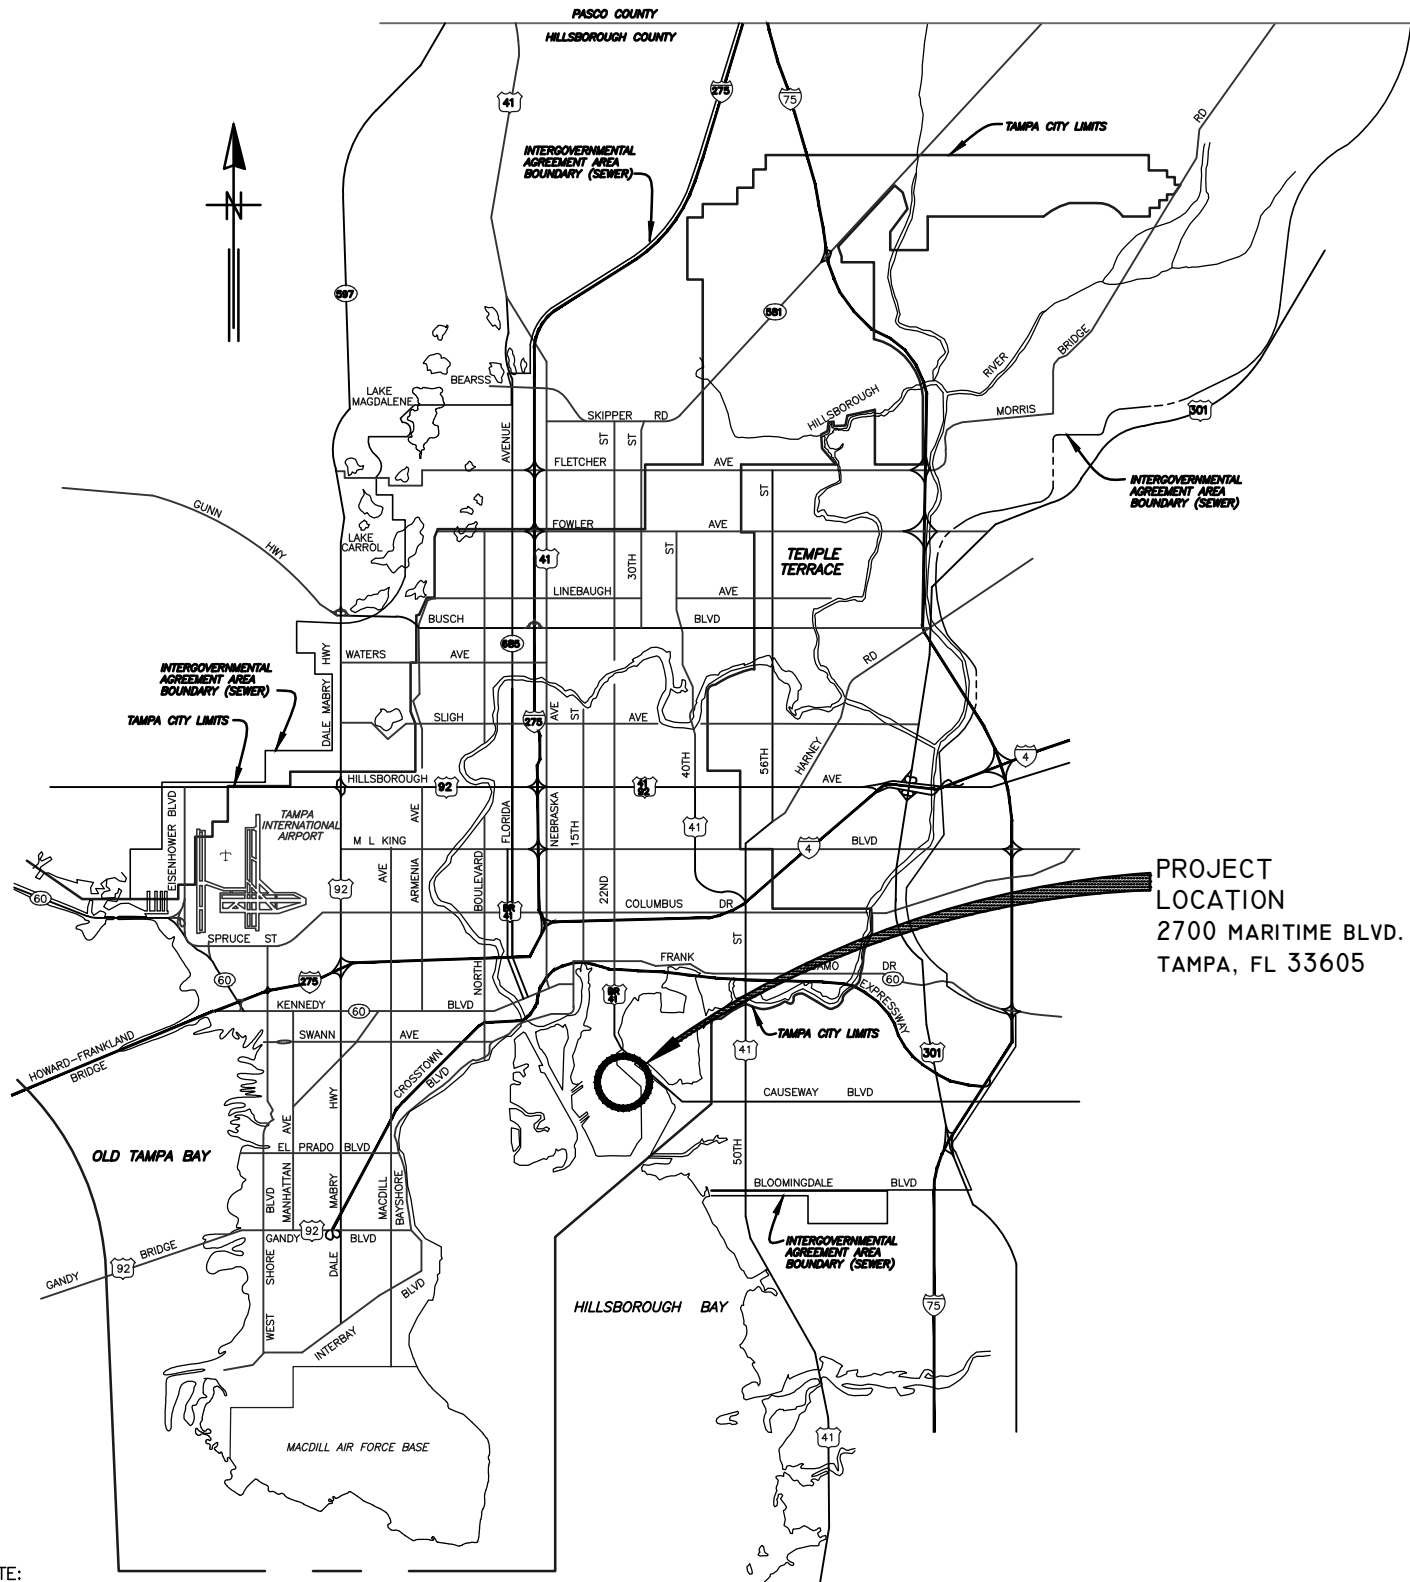 PASCO COUNTY
HILLSBOROUGH COUNTY
41
275
75
RD
TAMPA CITY LIMITS
INTERGOVERNMENTAL
AGREEMENT AREA
BOUNDARY (SEWER)
N
597
581
BRIDGE
RIVER
BEARSS
LAKE
MAGDALENE
HILLSBOROUGH
SKIPPER RD
MORRIS
301
AVENUE
ST
ST
FLETCHER AVE
INTERGOVERNMENTAL
AGREEMENT AREA
BOUNDARY (SEWER)
ST
GUNN
HWY
LAKE
CARROL
FOWLER AVE
ST
41
30TH
TEMPLE
TERRACE
LINEBAUGH AVE
BUSCH BLVD
685
WATERS AVE
HWY
RD
INTERGOVERNMENTAL
AGREEMENT AREA
BOUNDARY (SEWER)
DALE MABRY
TAMPA CITY LIMITS
SLIGH AVE
275
AVE
ST
40TH
56TH
HARNEY
4
HILLSBOROUGH AVE
92
41
92
EISENHOWER BLVD
TAMPA
INTERNATIONAL
AIRPORT
AVE
FLORIDA
NEBRASKA
15TH
41
M L KING BLVD
4
PROJECT
LOCATION
2700 MARITIME BLVD.
TAMPA, FL 33605
92
AVE
ARMENIA
BOULEVARD
22ND
COLUMBUS DR
BR
41
SPRUCE ST
ST
60
60
275
NORTH
FRANK ADAMO DR
60
EXPRESSWAY
BR
41
KENNEDY BLVD
60
SWANN AVE
TAMPA CITY LIMITS
41
301
HOWARD-FRANKLAND
BRIDGE
CROSSTOWN
BLVD
HWY
CAUSEWAY BLVD
AVE
EL PRADO BLVD
OLD TAMPA BAY
50TH
BLOOMINGDALE BLVD
BLVD
MANHATTAN
MABRY
MACDILL
BAYSHORE
92
GANDY BLVD
INTERGOVERNMENTAL
AGREEMENT AREA
BOUNDARY (SEWER)
GANDY BRIDGE
92
SHORE
DALE
BLVD
WEST
INTERBAY
HILLSBOROUGH BAY
75
41
MACDILL AIR FORCE BASE
TE: